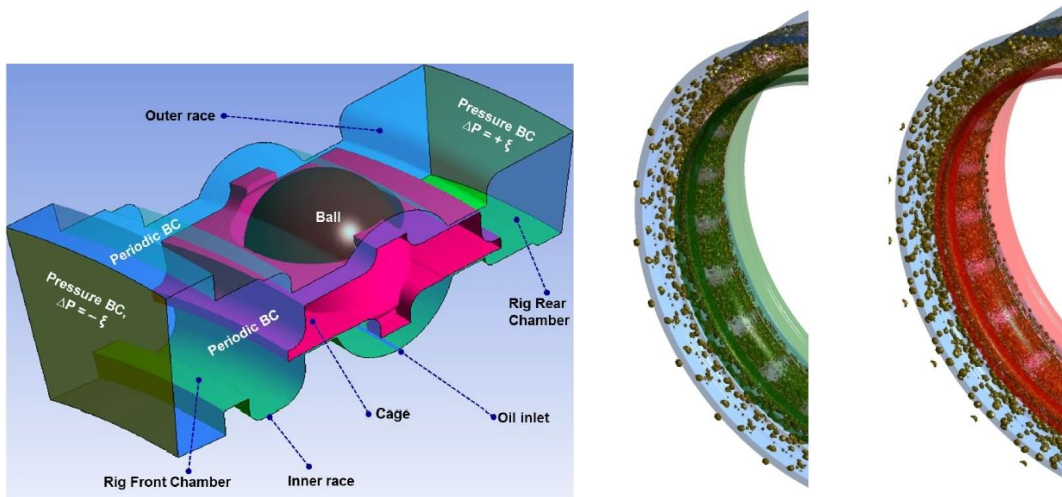 Outer race
Pressure BC
ΔP = + ξ
Ball
Periodic BC
Pressure BC,
ΔP = – ξ
Periodic BC
Rig Rear
Chamber
Cage
Oil inlet
Rig Front Chamber
Inner race